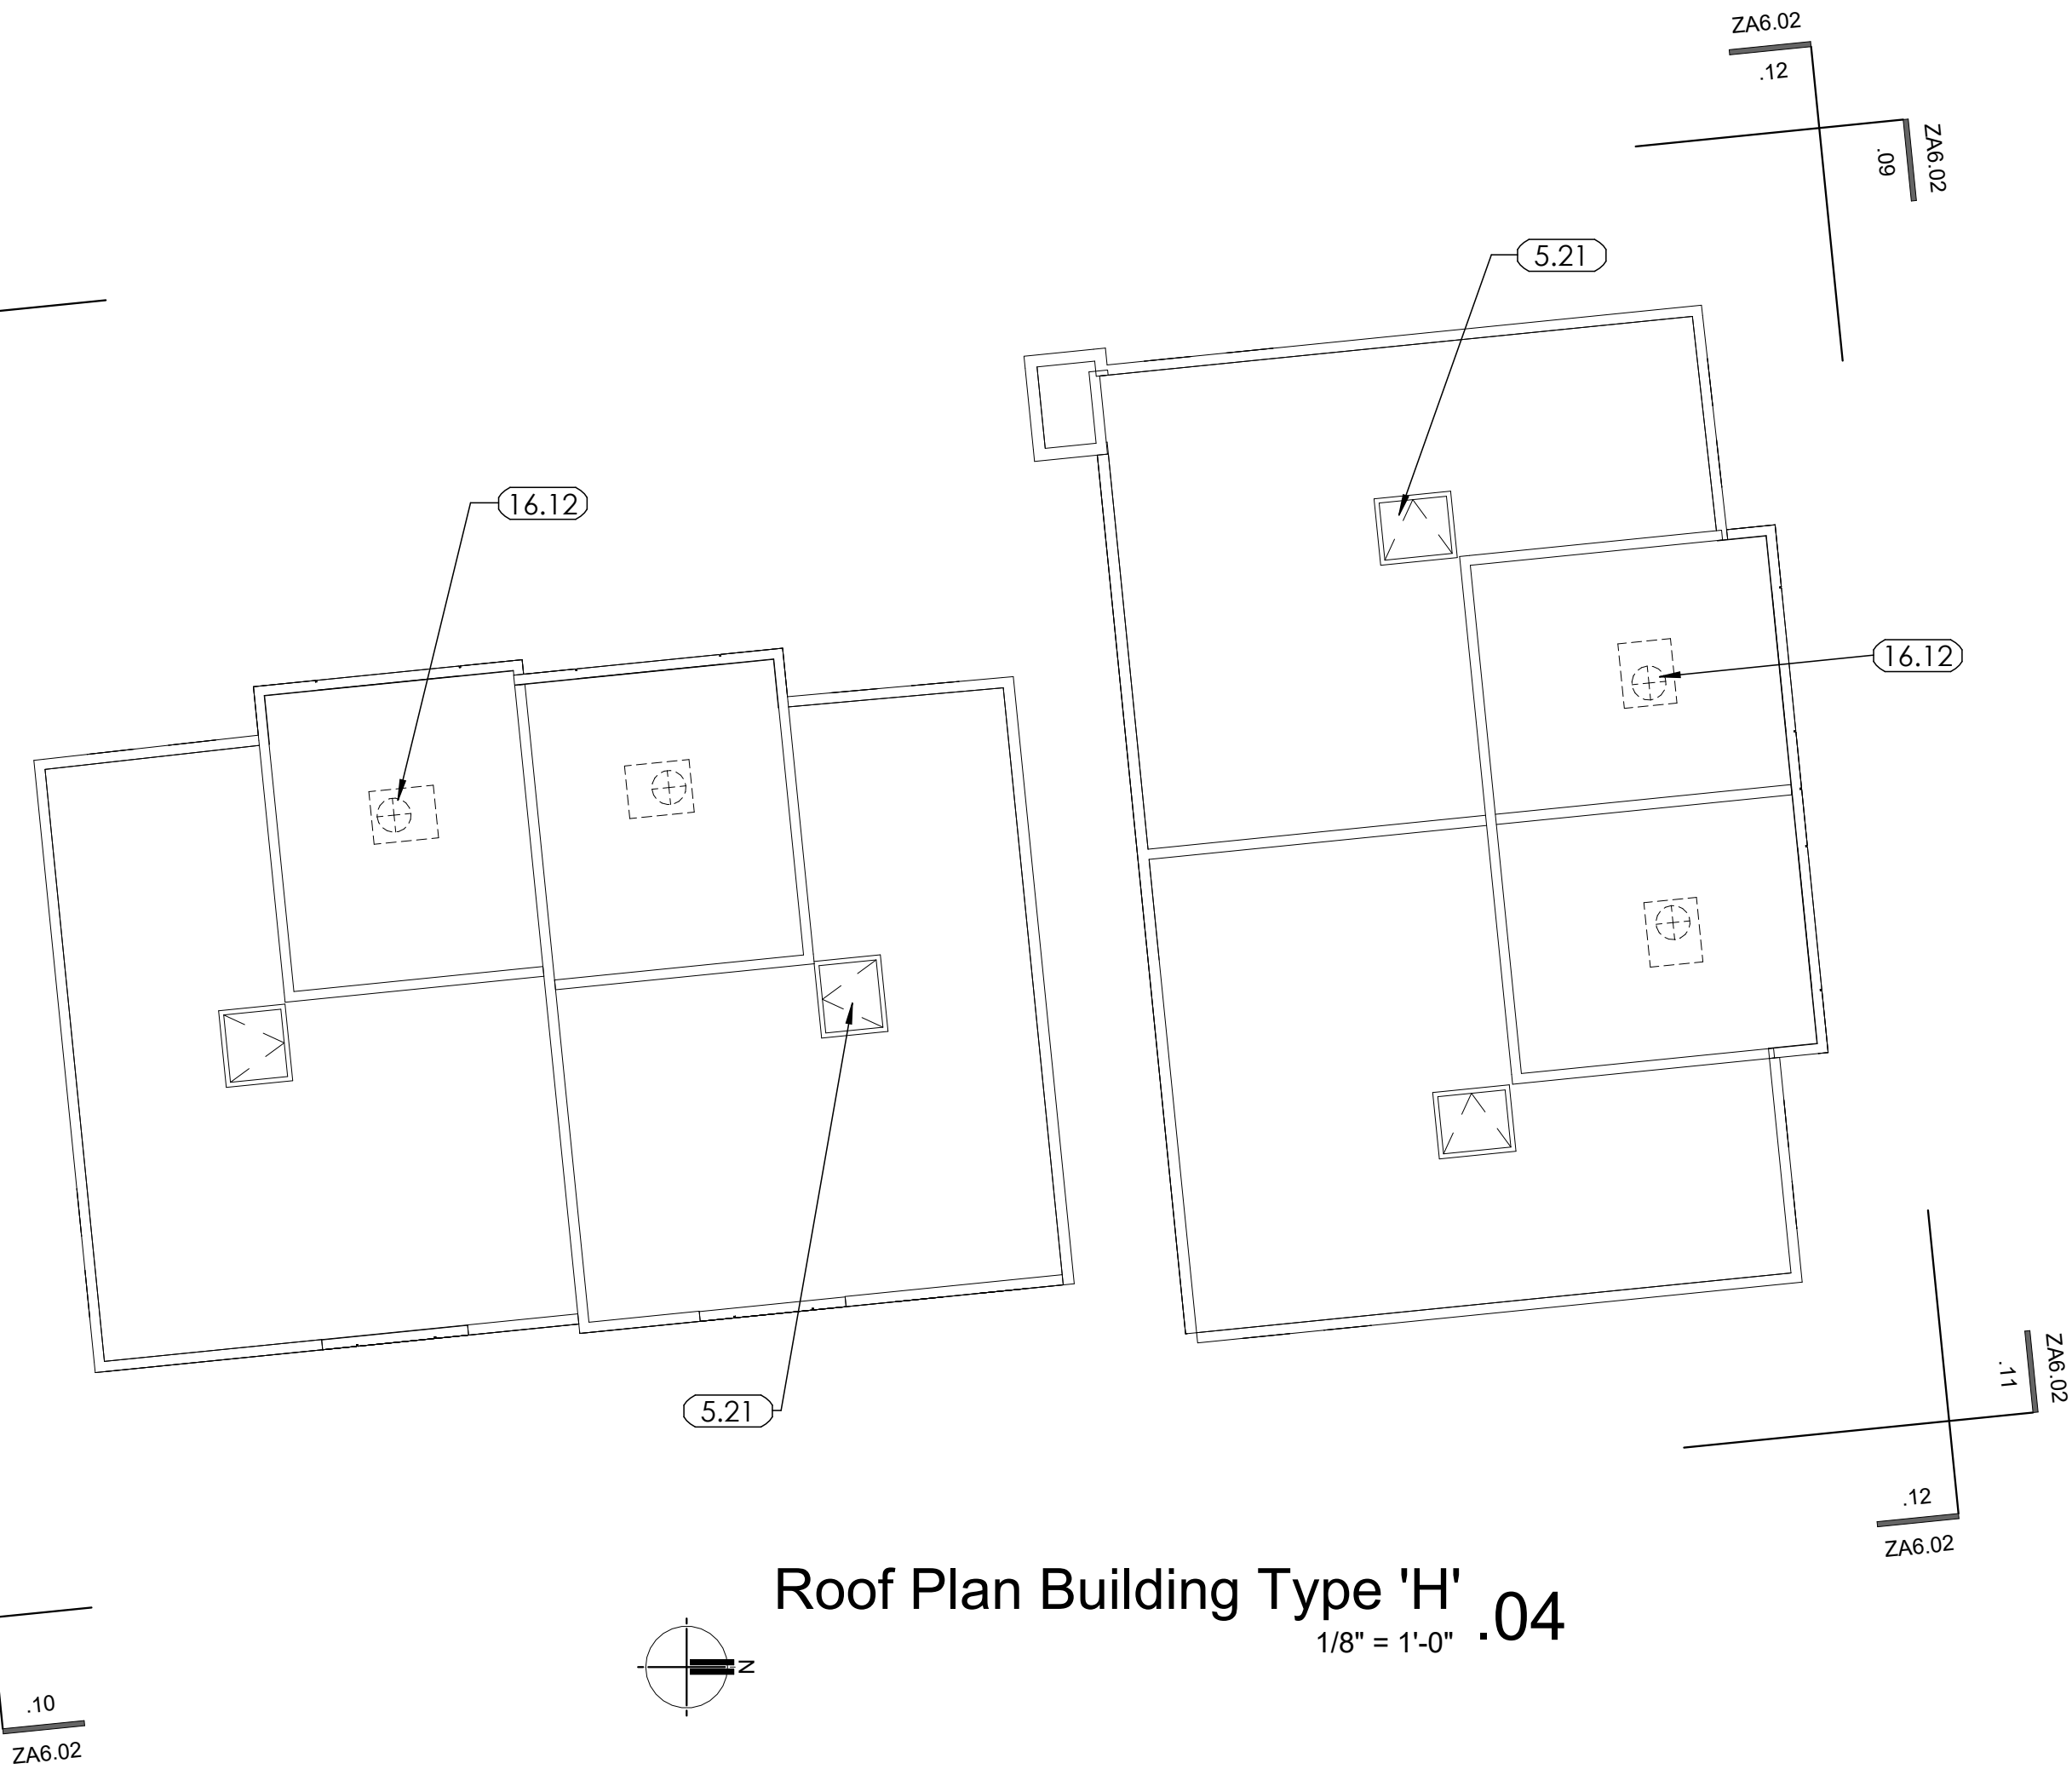 ZA6.02
.12
ZA6.02
.09
5.21
16.12
16.12
ZA6.02
.11
5.21
.12
ZA6.02
Roof Plan Building Type 'H'
.04
1/8" = 1'-0"
N
.10
ZA6.02